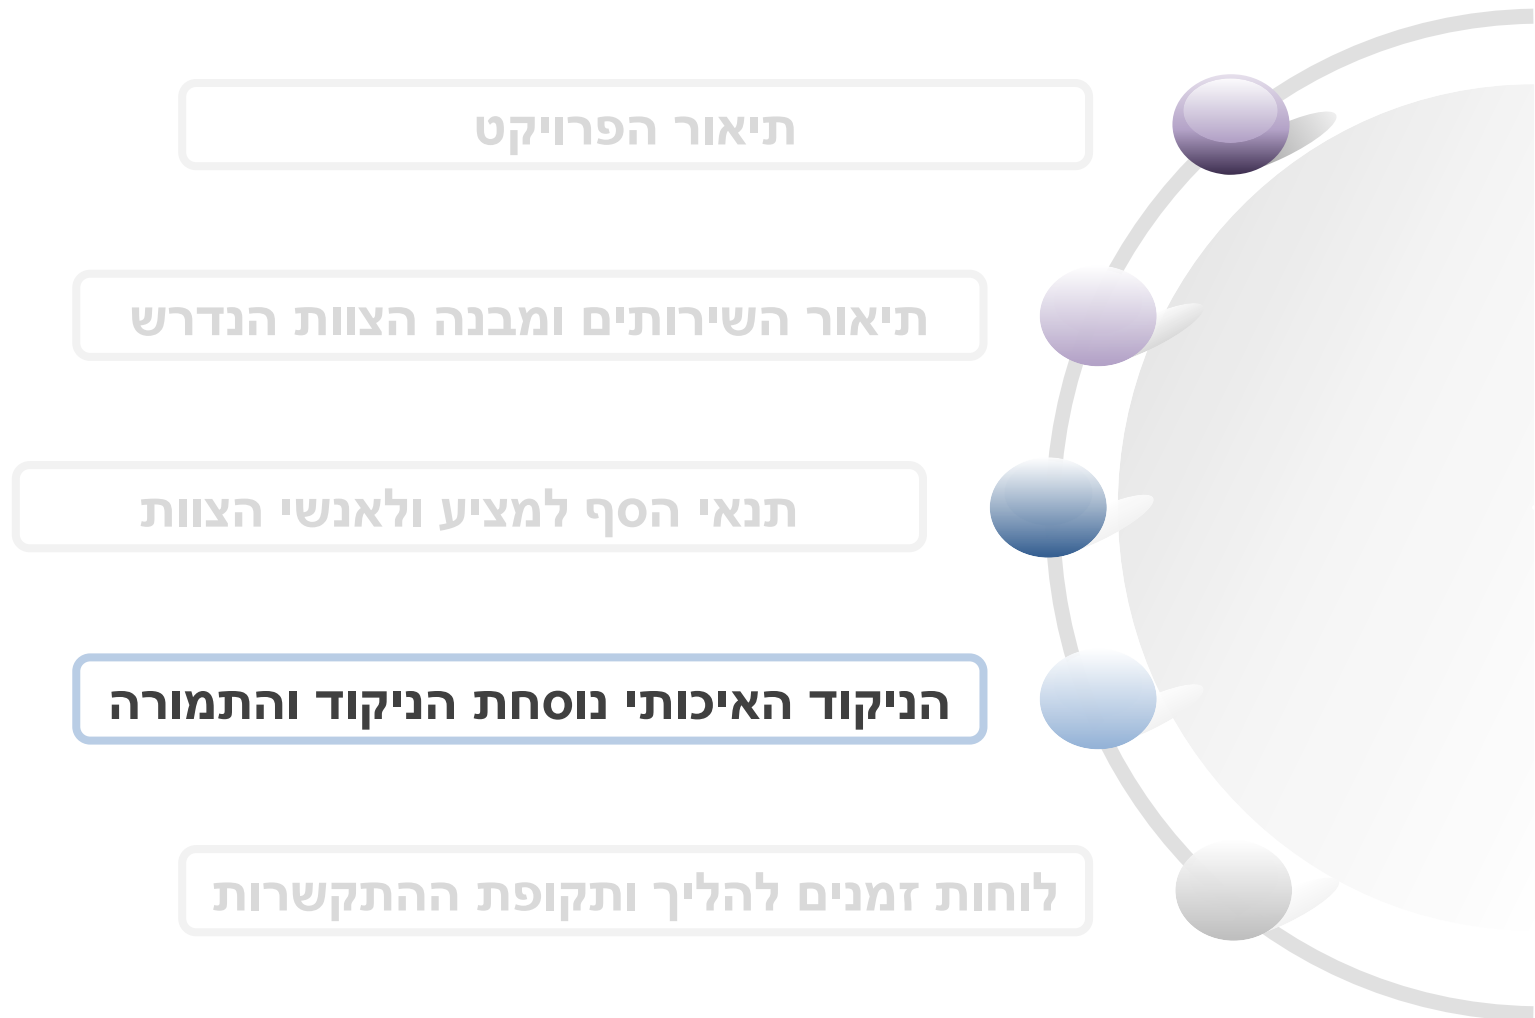 תיאור הפרויקט
תיאור השירותים ומבנה הצוות הנדרש
תנאי הסף למציע ולאנשי הצוות
הניקוד האיכותי נוסחת הניקוד והתמורה
לוחות זמנים להליך ותקופת ההתקשרות